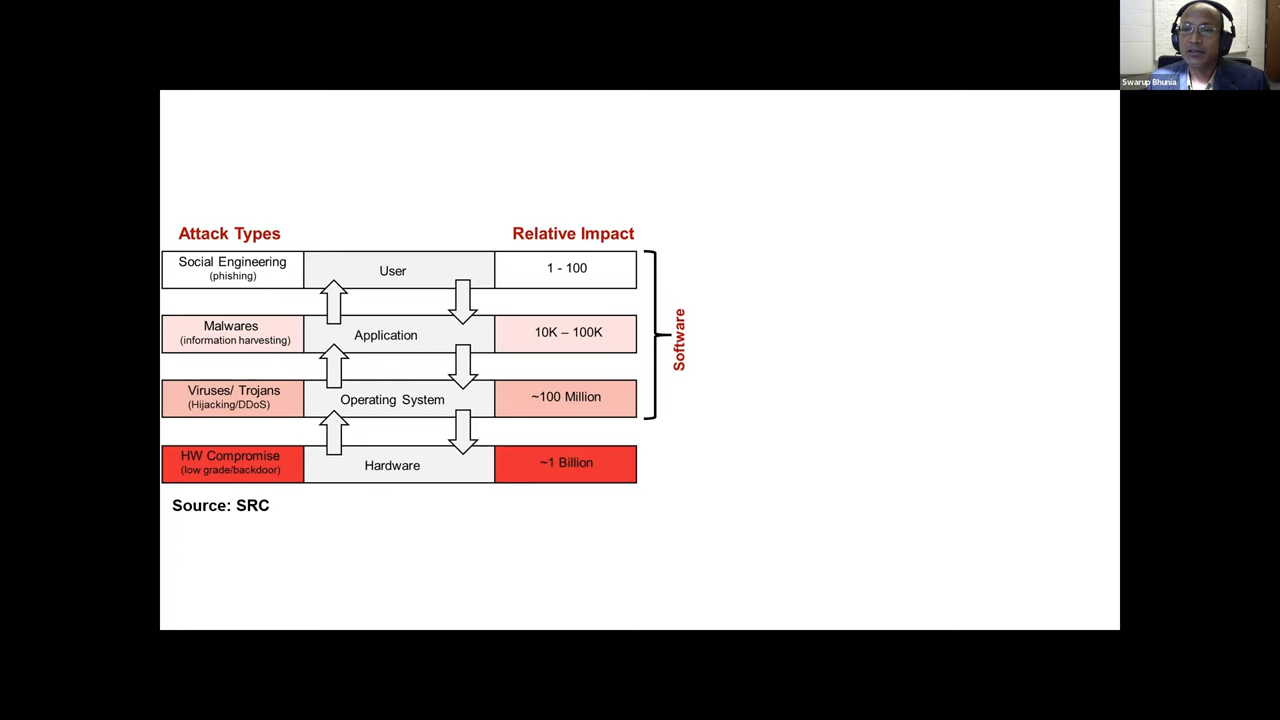 Swarup Bhunia
Attack Types
Relative Impact
Social Engineering
(phishing)
User
1 - 100
Malwares
(information harvesting)
Application
10K – 100K
Viruses/ Trojans
(Hijacking/DDoS)
Operating System
~100 Million
HW Compromise
(low grade/backdoor)
Hardware
~1 Billion
Software
Source: SRC